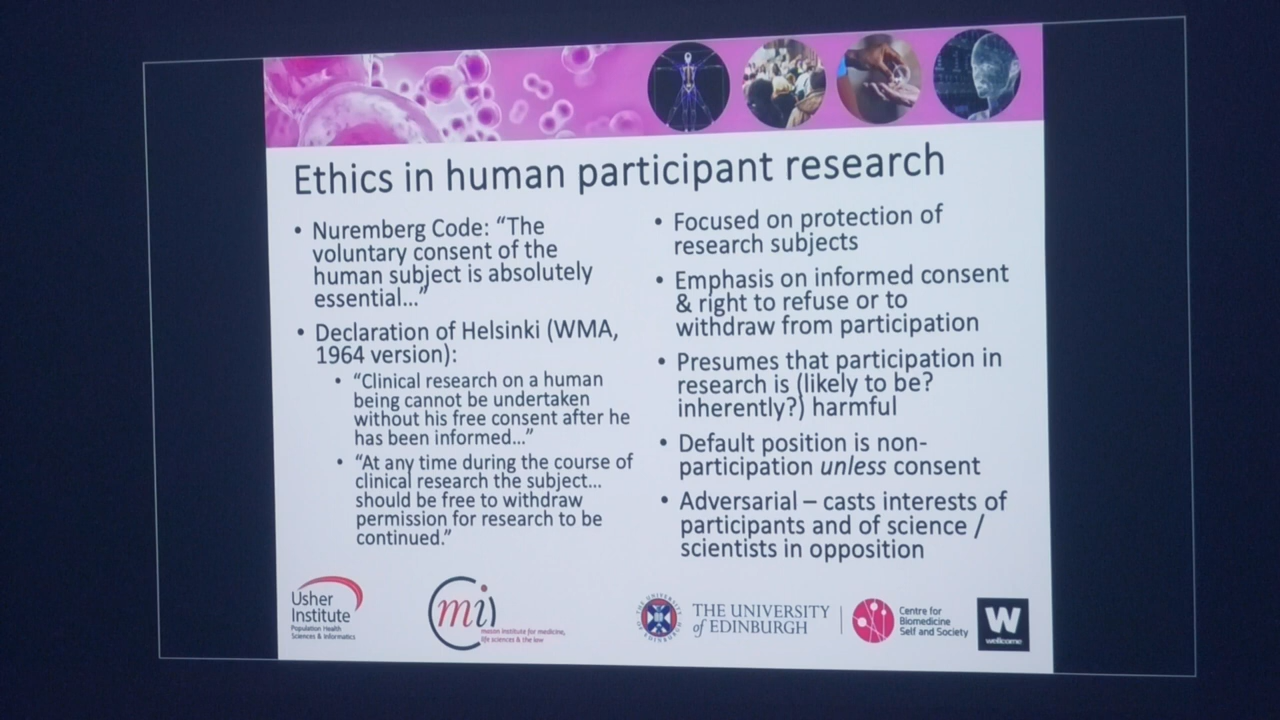 Ethics in human participant research
• Nuremberg Code: “The
voluntary consent of the
human subject is absolutely
essential...”
• Declaration of Helsinki (WMA,
1964 version):
• “Clinical research on a human
being cannot be undertaken
without his free consent after he
has been informed...”
• “At any time during the course of
clinical research the subject...
should be free to withdraw
permission for research to be
continued.”
• Focused on protection of
research subjects
• Emphasis on informed consent
& right to refuse or to
withdraw from participation
• Presumes that participation in
research is (likely to be?
inherently?) harmful
• Default position is non-
participation unless consent
• Adversarial – casts interests of
participants and of science /
scientists in opposition
Usher
Institute
Population Health
Sciences & Informatics
mi
mason institute for medicine,
life sciences & the law
THE UNIVERSITY
of EDINBURGH
Centre for
Biomedicine
Self and Society
W
wellcome